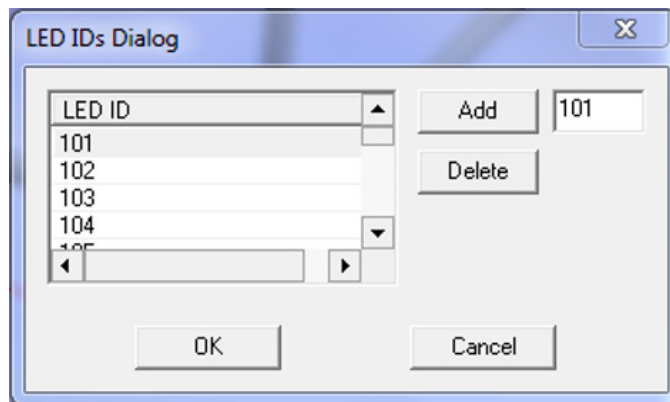 LED IDs Dialog
LED ID
101
102
103
104
Add
101
Delete
OK
Cancel